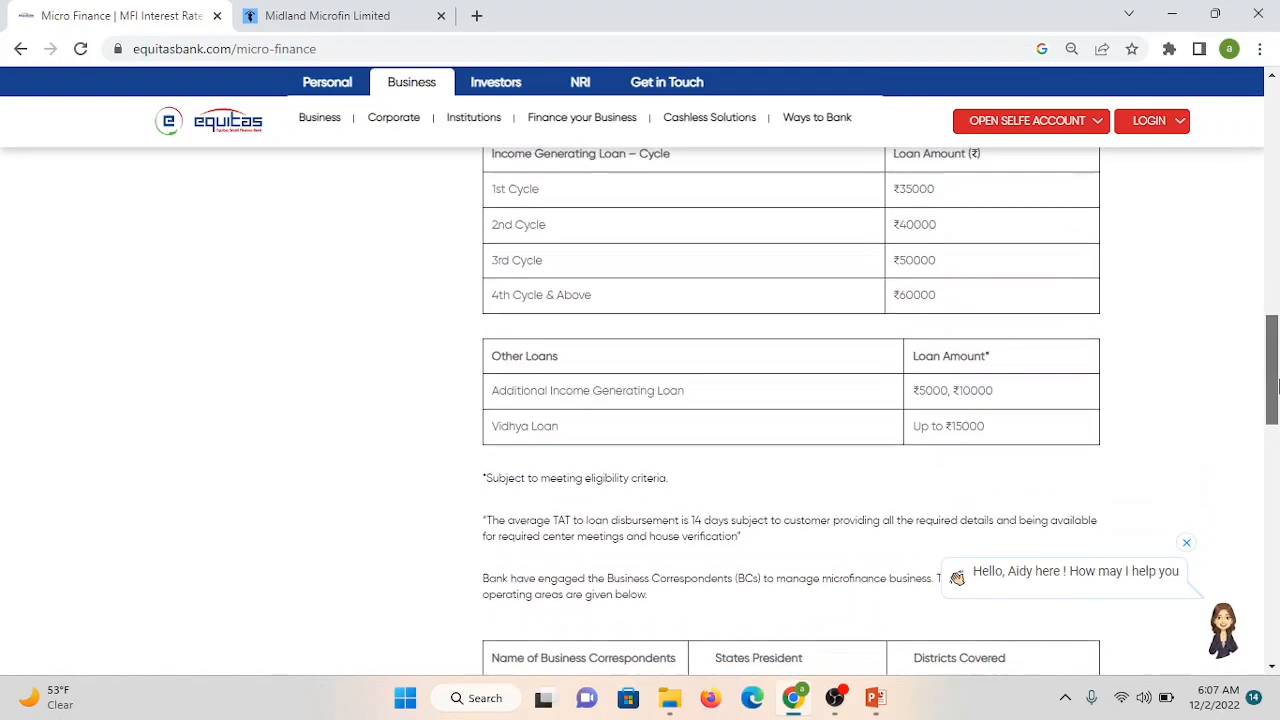 Micro Finance | MFI Interest Rate
Midland Microfin Limited
equitasbank.com/micro-finance
Personal
Business
Investors
NRI
Get in Touch
equitas
Equitas Small Finance Bank
Business
Corporate
Institutions
Finance your Business
Cashless Solutions
Ways to Bank
OPEN SELFE ACCOUNT
LOGIN
Income Generating Loan – Cycle Loan Amount (₹)
1st Cycle ₹35000
2nd Cycle ₹40000
3rd Cycle ₹50000
4th Cycle & Above ₹60000
Other Loans Loan Amount*
Additional Income Generating Loan ₹5000, ₹10000
Vidhya Loan Up to ₹15000
*Subject to meeting eligibility criteria.
"The average TAT to loan disbursement is 14 days subject to customer providing all the required details and being available
for required center meetings and house verification"
Bank have engaged the Business Correspondents (BCs) to manage microfinance business.
operating areas are given below.
Hello, Aidy here ! How may I help you
Name of Business Correspondents States President Districts Covered
53°F
Clear
Search
6:07 AM
12/2/2022
14